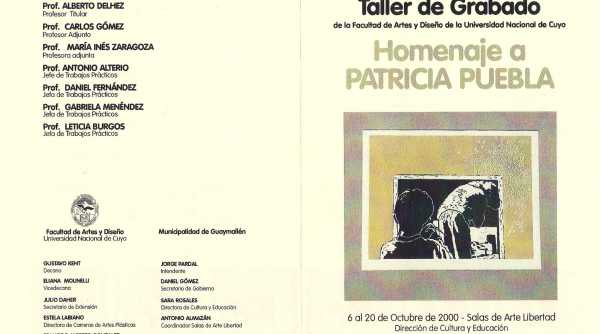 Prof. ALBERTO DELHEZ
Profesor Titular
Prof. CARLOS GÓMEZ
Profesor Adjunto
Prof. MARÍA INÉS ZARAGOZA
Profesora adjunta
Prof. ANTONIO ALTERIO
Jefe de Trabajos Prácticos
Prof. DANIEL FERNÁNDEZ
Jefa de Trabajos Prácticos
Prof. GABRIELA MENÉNDEZ
Jefa de Trabajos Prácticos
Prof. LETICIA BURGOS
Jefa de Trabajos Prácticos
Facultad de Artes y Diseño
Universidad Nacional de Cuyo
GUSTAVO KENT
Decano
ELIANA MOLINELLI
Vicedecana
JULIO DAHER
Secretario de Extensión
ESTELA LABIANO
Directora de Carreras de Artes Plásticas
Municipalidad de Guaymallén
JORGE PARDAL
Intendente
DANIEL GÓMEZ
Secretario de Gobierno
SARA ROSALES
Directora de Cultura y Educación
ANTONIO ALMAZÁN
Coordinador Salas de Arte Libertad
Taller de Grabado
de la Facultad de Artes y Diseño de la Universidad Nacional de Cuyo
Homenaje a
PATRICIA PUEBLA
6 al 20 de Octubre de 2000 - Salas de Arte Libertad
Dirección de Cultura y Educación